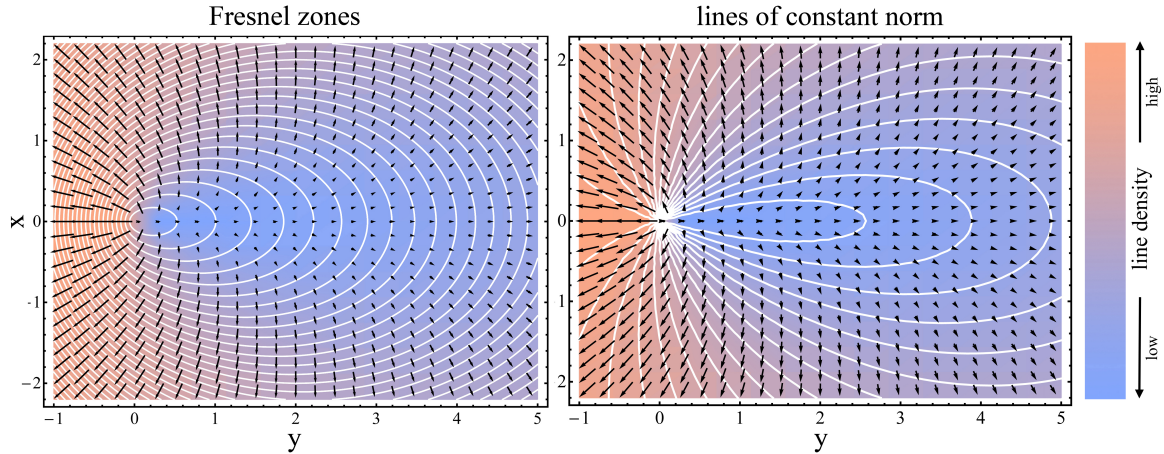 Fresnel zones
lines of constant norm
2
1
0
−1
−2
x
−1 0 1 2 3 4 5
y
2
1
0
1
2
−1 0 1 2 3 4 5
y
high
line density
low